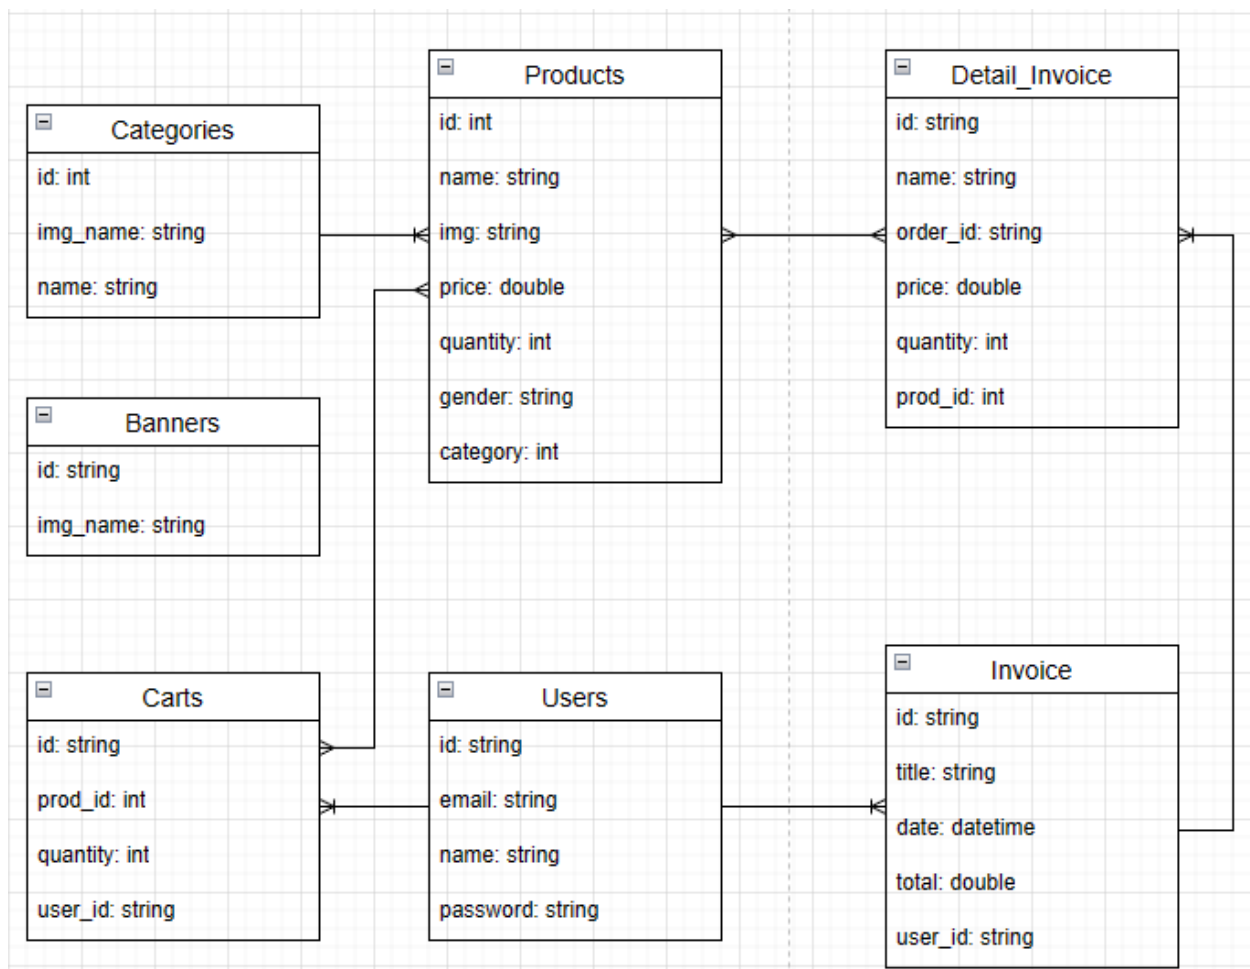 Categories
id: int
img_name: string
name: string
Products
id: int
name: string
img: string
price: double
quantity: int
gender: string
category: int
Detail_Invoice
id: string
name: string
order_id: string
price: double
quantity: int
prod_id: int
Banners
id: string
img_name: string
Carts
id: string
prod_id: int
quantity: int
user_id: string
Users
id: string
email: string
name: string
password: string
Invoice
id: string
title: string
date: datetime
total: double
user_id: string